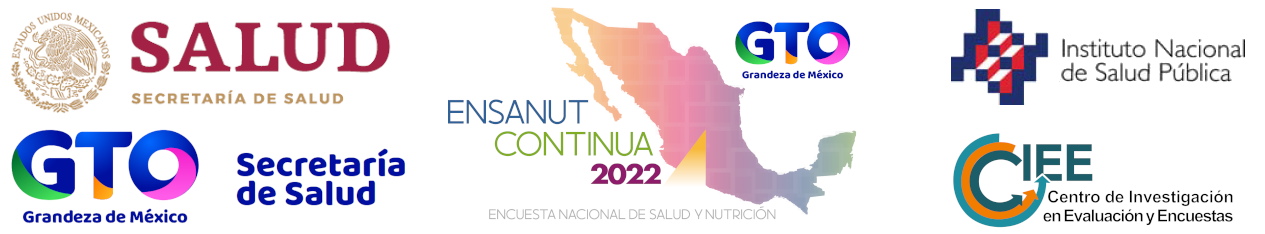 ESTADOS UNIDOS MEXICANOS
SALUD
SECRETARÍA DE SALUD
GTO
Grandeza de México
Secretaría
de Salud
ENSANUT
CONTINUA
2022
ENCUESTA NACIONAL DE SALUD Y NUTRICIÓN
GTO
Grandeza de México
Instituto Nacional
de Salud Pública
CIEE
Centro de Investigación
en Evaluación y Encuestas